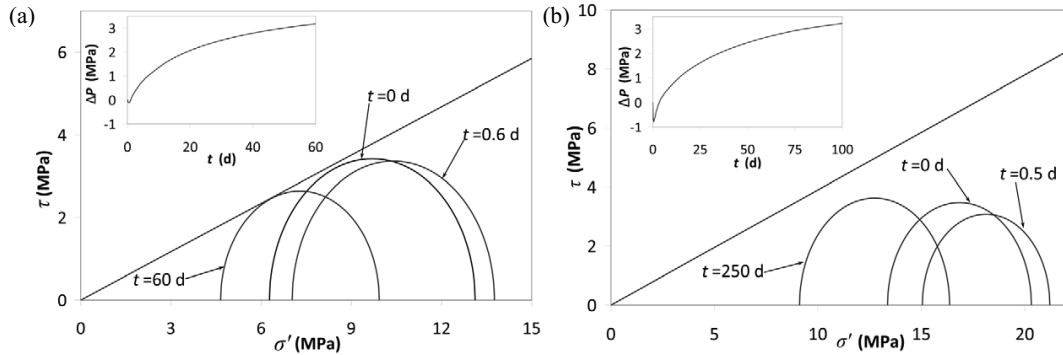 (a)
ΔP (MPa)
3
2
1
0
-1
0
20
40
60
t (d)
t =0 d
t =0.6 d
t =60 d
τ (MPa)
6
4
2
0
0
3
6
9
12
15
σ′ (MPa)
(b)
ΔP (MPa)
3
2
1
0
-1
0
25
50
75
100
t (d)
t =0 d
t =0.5 d
t =250 d
τ (MPa)
10
8
6
4
2
0
0
5
10
15
20
σ′ (MPa)